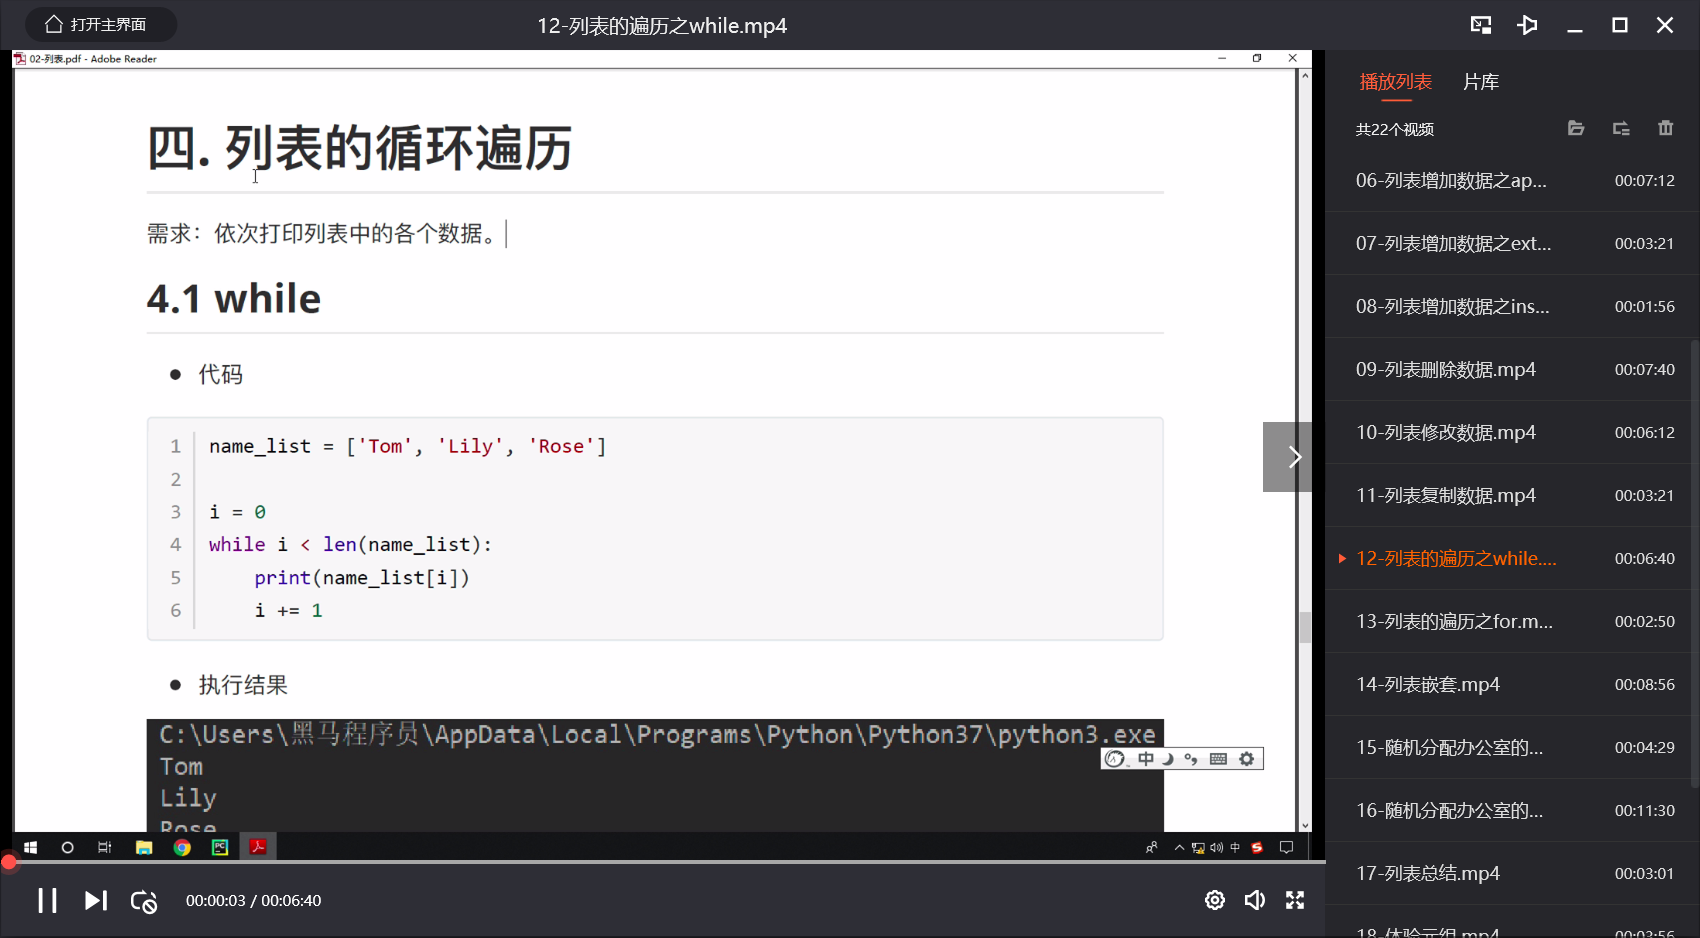 打开主界面
12-列表的遍历之while.mp4
02-列表.pdf - Adobe Reader
四. 列表的循环遍历
需求：依次打印列表中的各个数据。
4.1 while
代码
1 name_list = ['Tom', 'Lily', 'Rose']
2
3 i = 0
4 while i < len(name_list):
5     print(name_list[i])
6     i += 1
执行结果
C:\Users\黑马程序员\AppData\Local\Programs\Python\Python37\python3.exe
Tom
Lily
Rose
中
中
00:00:03 / 00:06:40
播放列表 片库
共22个视频
06-列表增加数据之ap... 00:07:12
07-列表增加数据之ext... 00:03:21
08-列表增加数据之ins... 00:01:56
09-列表删除数据.mp4 00:07:40
10-列表修改数据.mp4 00:06:12
11-列表复制数据.mp4 00:03:21
12-列表的遍历之while.... 00:06:40
13-列表的遍历之for.m... 00:02:50
14-列表嵌套.mp4 00:08:56
15-随机分配办公室的... 00:04:29
16-随机分配办公室的... 00:11:30
17-列表总结.mp4 00:03:01
18-体验元组.mp4 00:03:56